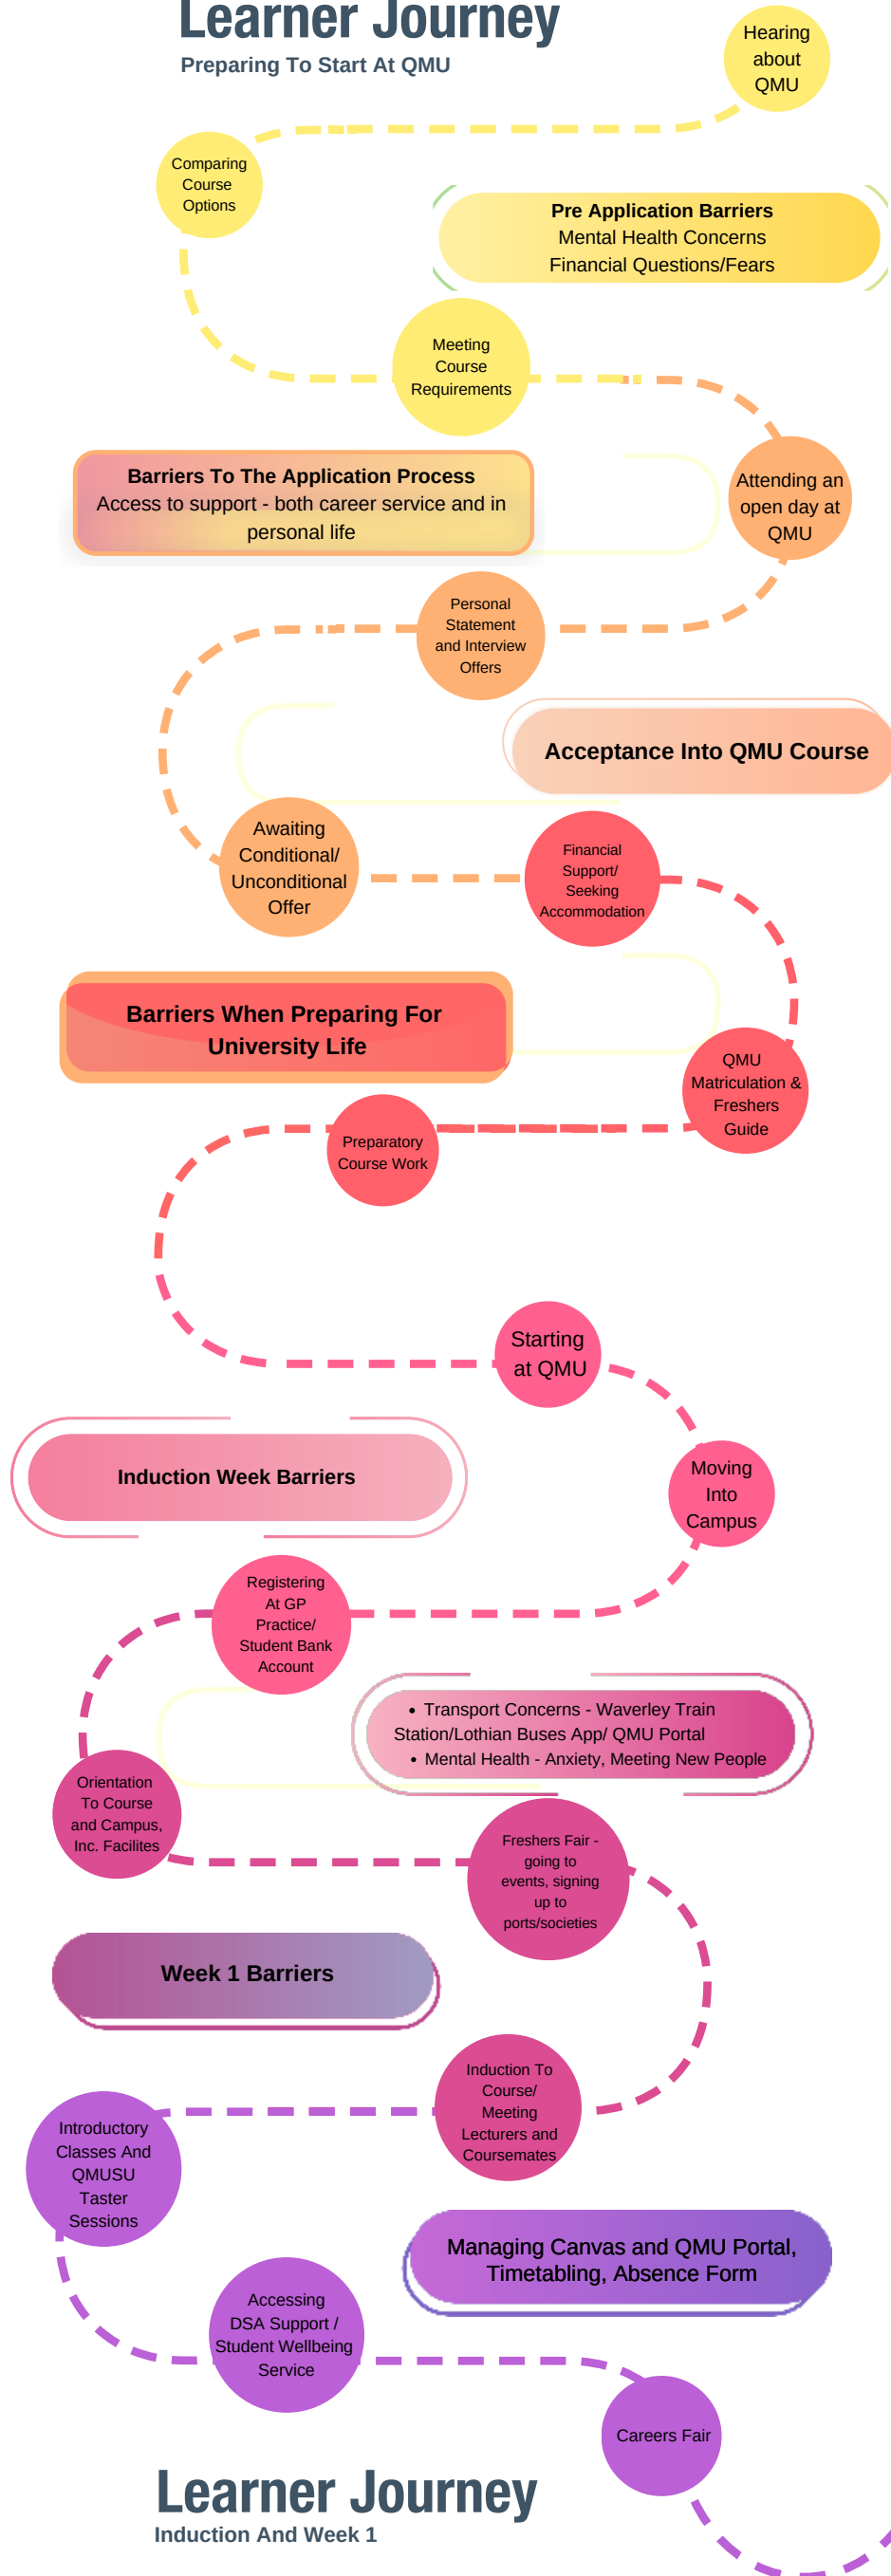 Learner Journey
Preparing To Start At QMU
Hearing
about
QMU
Comparing
Course
Options
Pre Application Barriers
Mental Health Concerns
Financial Questions/Fears
Meeting
Course
Requirements
Attending an
open day at
QMU
Barriers To The Application Process
Access to support - both career service and in
personal life
Personal
Statement
and Interview
Offers
Acceptance Into QMU Course
Awaiting
Conditional/
Unconditional
Offer
Financial
Support/
Seeking
Accommodation
Barriers When Preparing For
University Life
QMU
Matriculation &
Freshers
Guide
Preparatory
Course Work
Starting
at QMU
Induction Week Barriers
Moving
Into
Campus
Registering
At GP
Practice/
Student Bank
Account
• Transport Concerns - Waverley Train
Station/Lothian Buses App/ QMU Portal
• Mental Health - Anxiety, Meeting New People
Orientation
To Course
and Campus,
Inc. Facilites
Freshers Fair -
going to
events, signing
up to
ports/societies
Week 1 Barriers
Induction To
Course/
Meeting
Lecturers and
Coursemates
Introductory
Classes And
QMUSU
Taster
Sessions
Managing Canvas and QMU Portal,
Timetabling, Absence Form
Accessing
DSA Support /
Student Wellbeing
Service
Careers Fair
Learner Journey
Induction And Week 1